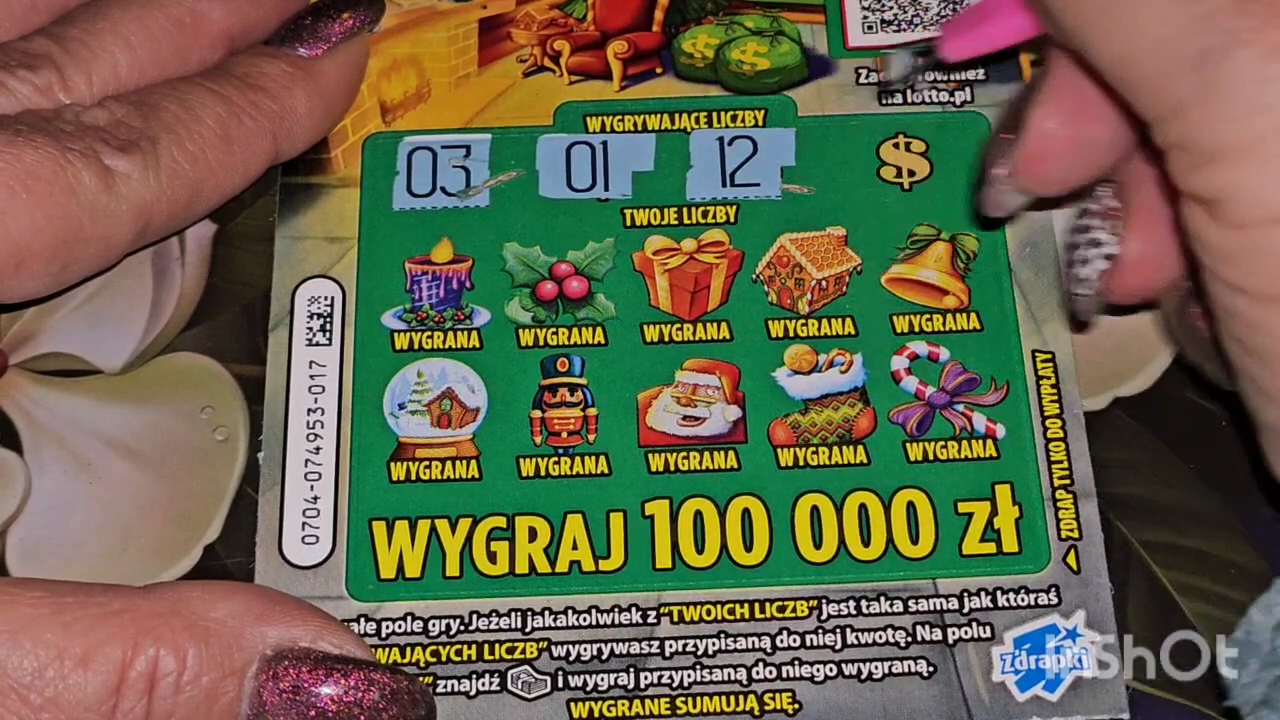 również
na lotto.pl
WYGRYWAJĄCE LICZBY
03 01 12 $
TWOJE LICZBY
WYGRANA WYGRANA WYGRANA WYGRANA WYGRANA
WYGRANA WYGRANA WYGRANA WYGRANA WYGRANA
WYGRAJ 100 000 zł
0704-074953-017
ZDRAP TYLKO DO WYPŁATY
pole gry. Jeżeli jakakolwiek z "TWOICH LICZB" jest taka sama jak któraś
WAJĄCYCH LICZB" wygrywasz przypisaną do niej kwotę. Na polu
" znajdź i wygraj przypisaną do niego wygraną.
WYGRANE SUMUJĄ SIĘ.
Zdrapki
InShOt